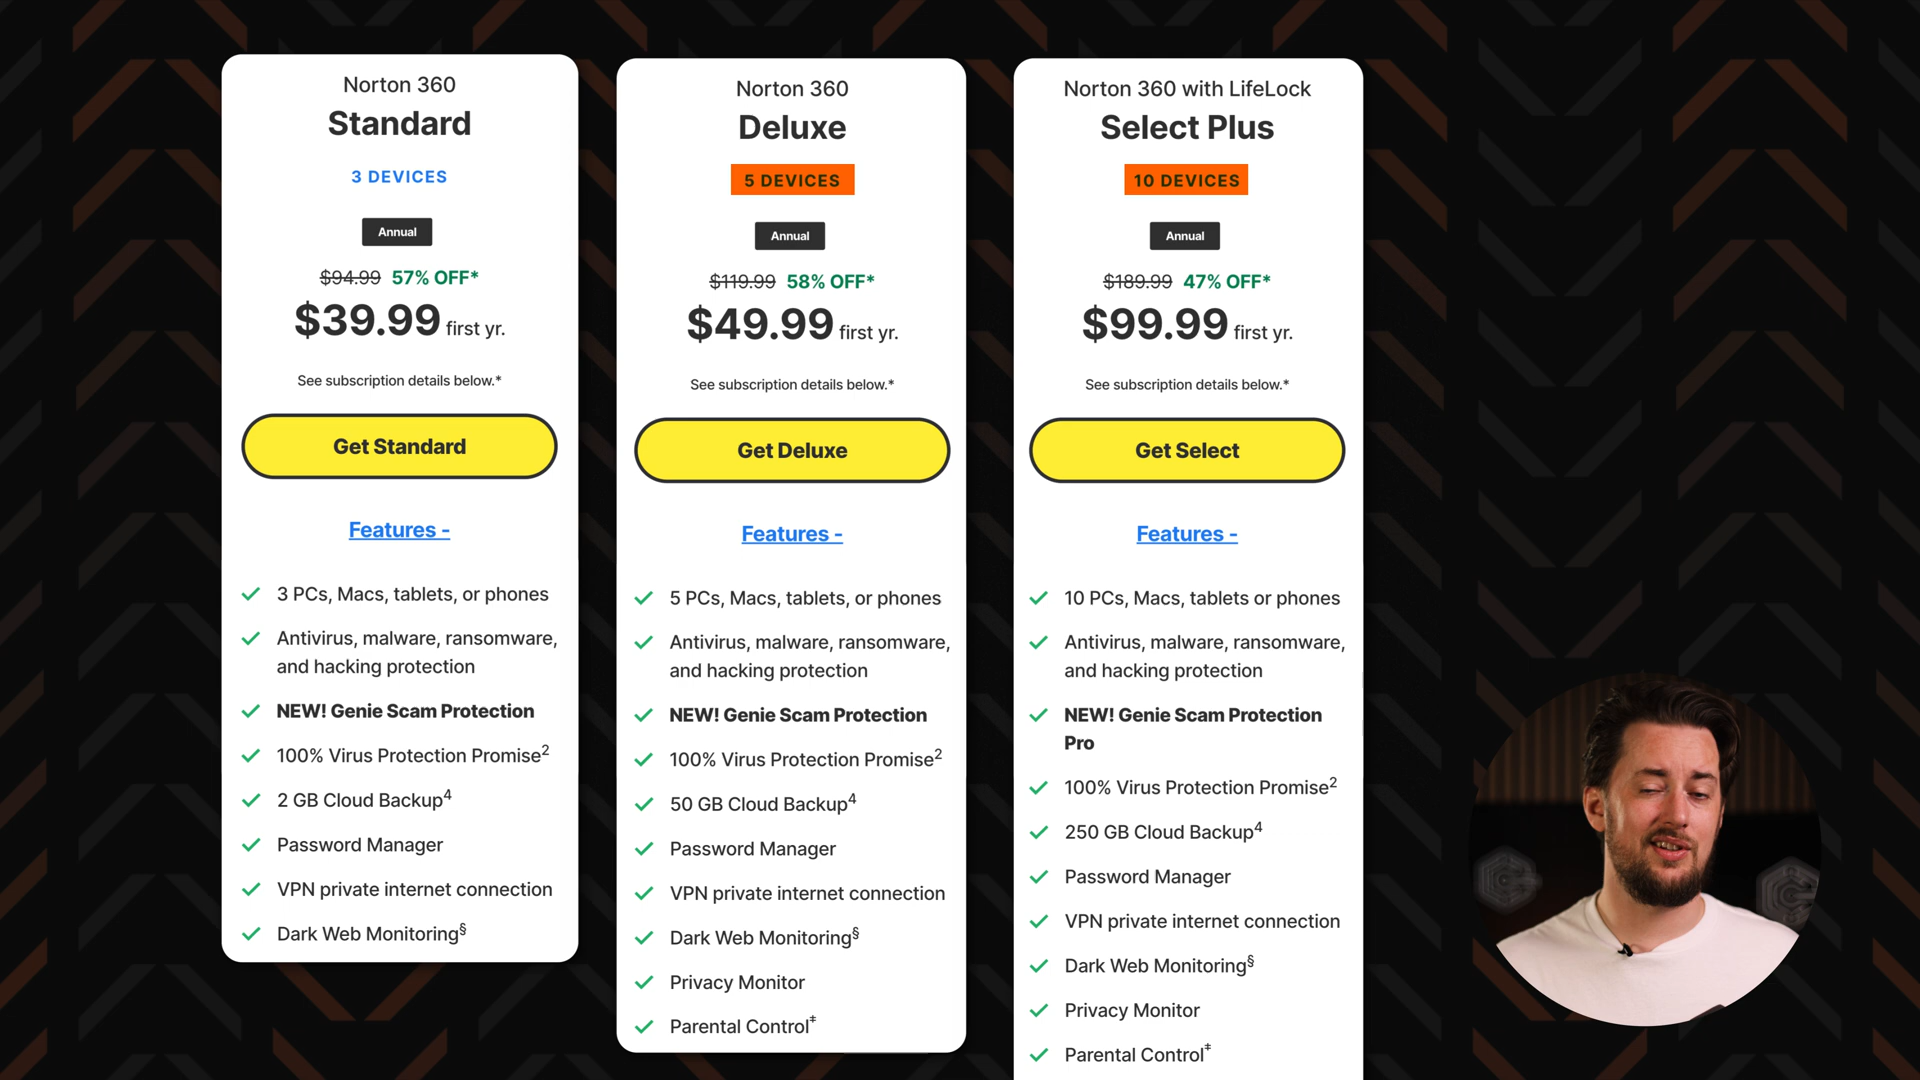 Norton 360
Standard
3 DEVICES
Annual
$94.99 57% OFF*
$39.99 first yr.
See subscription details below.*
Get Standard
Features -
3 PCs, Macs, tablets, or phones
Antivirus, malware, ransomware,
and hacking protection
NEW! Genie Scam Protection
100% Virus Protection Promise2
2 GB Cloud Backup4
Password Manager
VPN private internet connection
Dark Web Monitoring§
Norton 360
Deluxe
5 DEVICES
Annual
$119.99 58% OFF*
$49.99 first yr.
See subscription details below.*
Get Deluxe
Features -
5 PCs, Macs, tablets, or phones
Antivirus, malware, ransomware,
and hacking protection
NEW! Genie Scam Protection
100% Virus Protection Promise2
50 GB Cloud Backup4
Password Manager
VPN private internet connection
Dark Web Monitoring§
Privacy Monitor
Parental Control‡
Norton 360 with LifeLock
Select Plus
10 DEVICES
Annual
$189.99 47% OFF*
$99.99 first yr.
See subscription details below.*
Get Select
Features -
10 PCs, Macs, tablets or phones
Antivirus, malware, ransomware,
and hacking protection
NEW! Genie Scam Protection
Pro
100% Virus Protection Promise2
250 GB Cloud Backup4
Password Manager
VPN private internet connection
Dark Web Monitoring§
Privacy Monitor
Parental Control‡